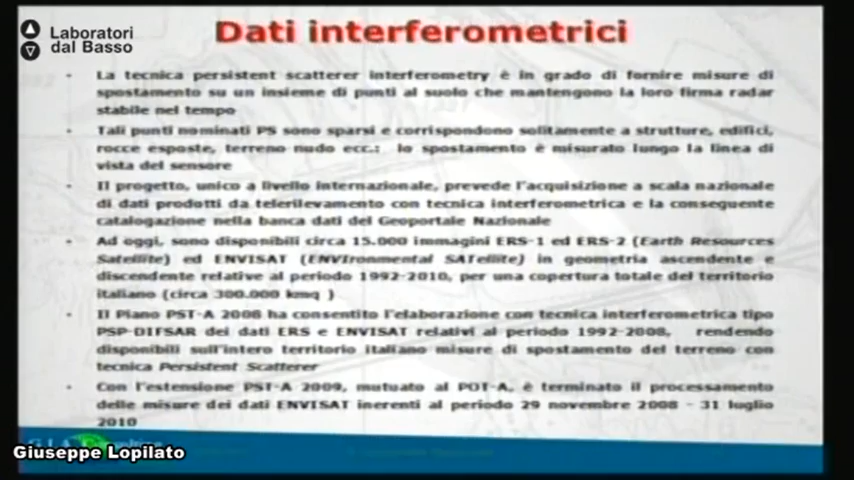 Laboratori
dal Basso
Dati interferometrici
La tecnica persistent scatterer interferometry è in grado di fornire misure di
spostamento su un insieme di punti al suolo che mantengono la loro firma radar
stabile nel tempo
Tali punti nominati PS sono sparsi e corrispondono solitamente a strutture, edifici,
rocce esposte, terreno nudo ecc.: lo spostamento è misurato lungo la linea di
vista del sensore
Il progetto, unico a livello internazionale, prevede l'acquisizione a scala nazionale
di dati prodotti da telerilevamento con tecnica interferometrica e la conseguente
catalogazione nella banca dati del Geoportale Nazionale
Ad oggi, sono disponibili circa 15.000 immagini ERS-1 ed ERS-2 (Earth Resources
Satellite) ed ENVISAT (ENVIronmental SATellite) in geometria ascendente e
discendente relative al periodo 1992-2010, per una copertura totale del territorio
italiano (circa 300.000 kmq )
Il Piano PST-A 2008 ha consentito l'elaborazione con tecnica interferometrica tipo
PSP-DIFSAR dei dati ERS e ENVISAT relativi al periodo 1992-2008, rendendo
disponibili sull'intero territorio italiano misure di spostamento del terreno con
tecnica Persistent Scatterer
Con l'estensione PST-A 2009, mutuato al POT-A, è terminato il processamento
delle misure dei dati ENVISAT inerenti al periodo 29 novembre 2008 - 31 luglio
2010
Giuseppe Lopilato